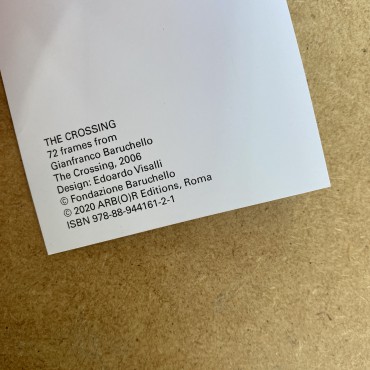 THE CROSSING
72 frames from
Gianfranco Baruchello
The Crossing, 2006
Design: Edoardo Visalli
© Fondazione Baruchello
© 2020 ARB(O)R Editions, Roma
ISBN 978-88-944161-2-1